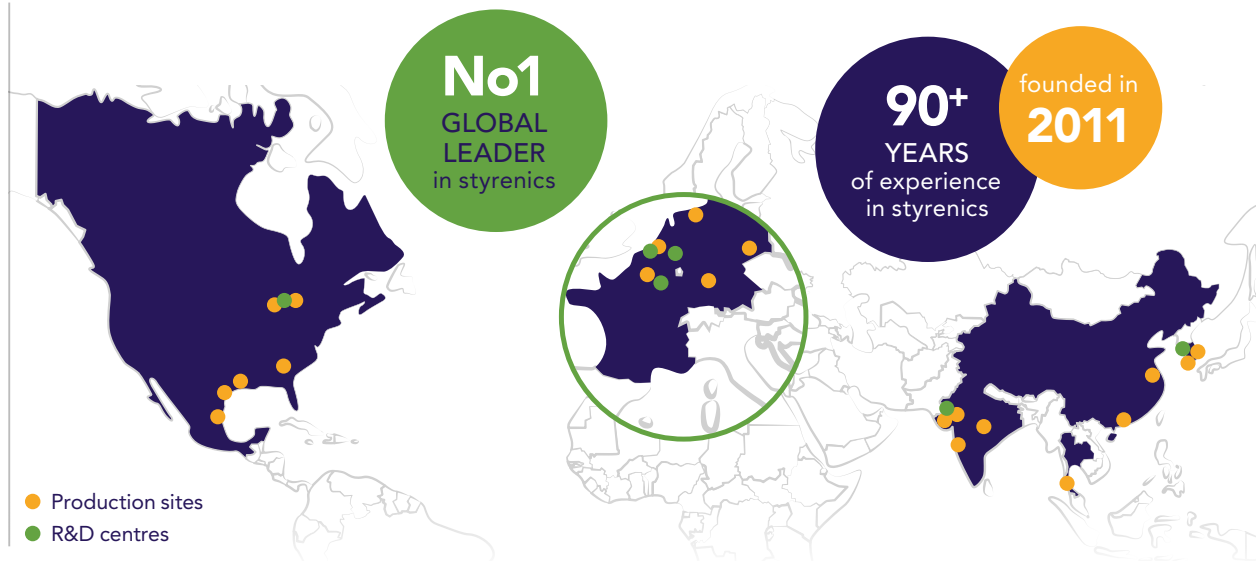 No1
GLOBAL
LEADER
in styrenics
90+
YEARS
of experience
in styrenics
founded in
2011
Production sites
R&D centres